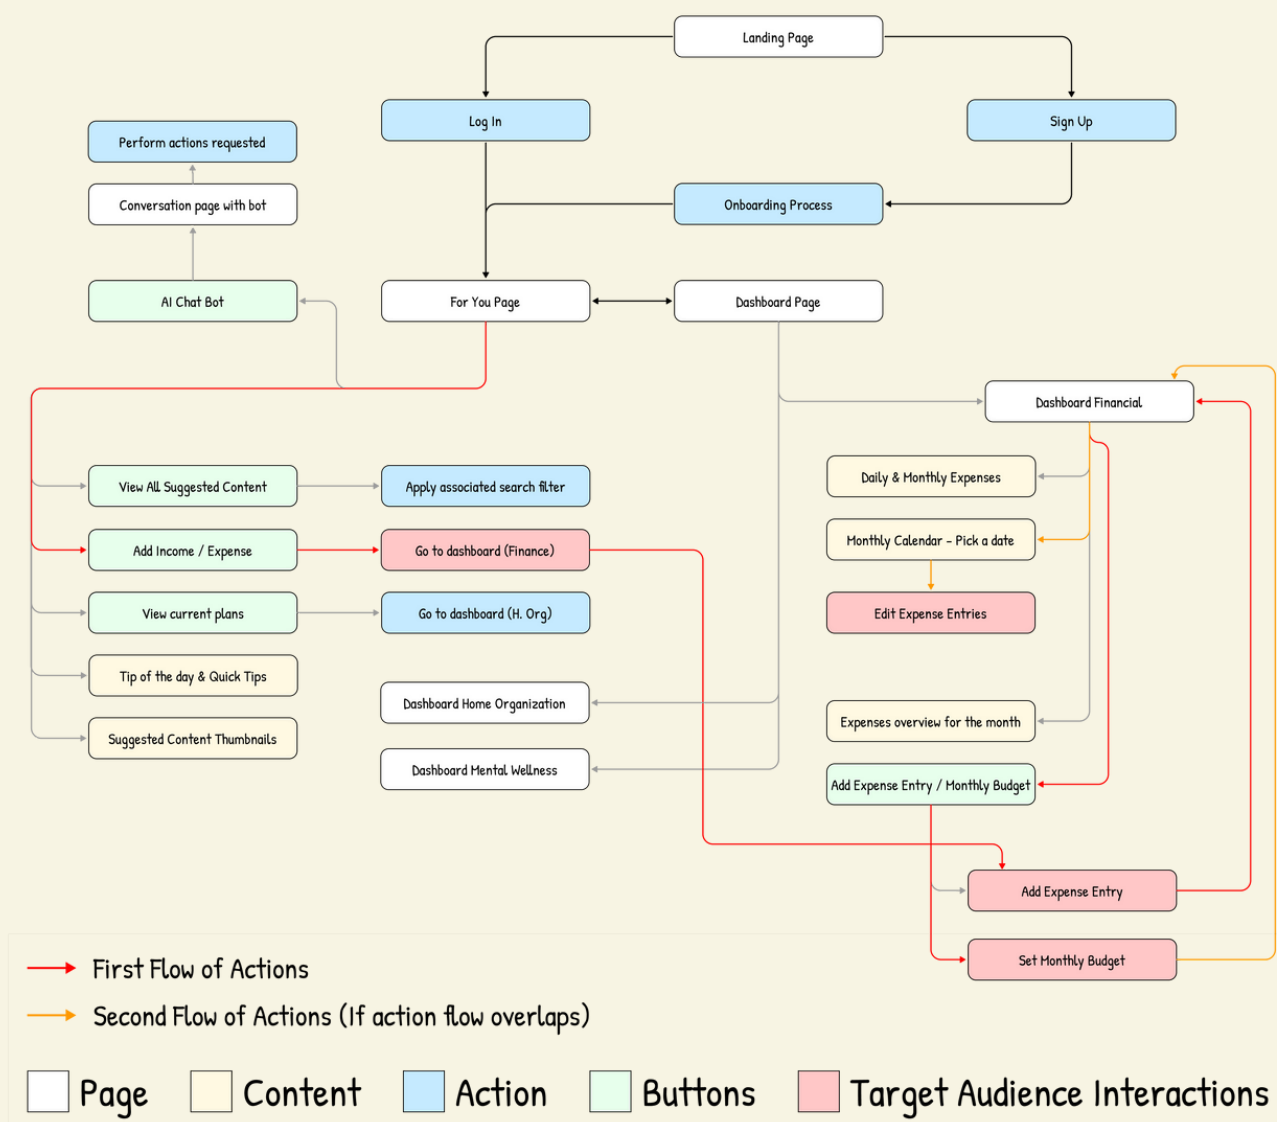 Landing Page
Log In
Sign Up
Perform actions requested
Conversation page with bot
Onboarding Process
AI Chat Bot
For You Page
Dashboard Page
Dashboard Financial
View All Suggested Content
Apply associated search filter
Daily & Monthly Expenses
Add Income / Expense
Go to dashboard (Finance)
Monthly Calendar - Pick a date
View current plans
Go to dashboard (H. Org)
Edit Expense Entries
Tip of the day & Quick Tips
Dashboard Home Organization
Expenses overview for the month
Suggested Content Thumbnails
Dashboard Mental Wellness
Add Expense Entry / Monthly Budget
Add Expense Entry
Set Monthly Budget
First Flow of Actions
Second Flow of Actions (If action flow overlaps)
Page
Content
Action
Buttons
Target Audience Interactions